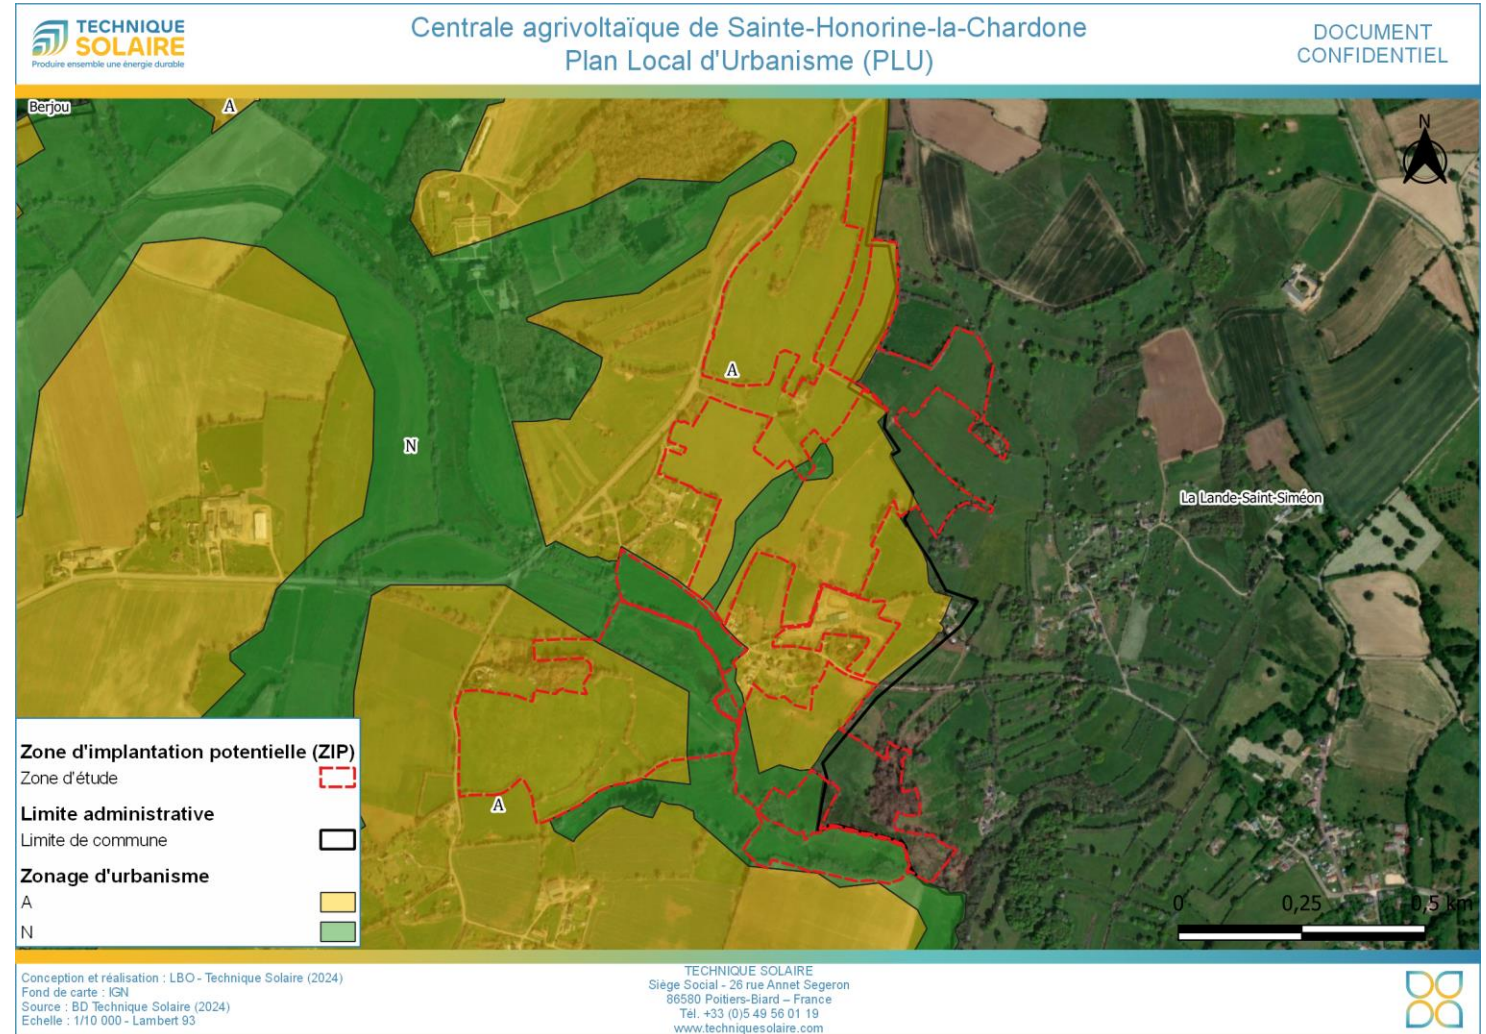 TECHNIQUE
SOLAIRE
Produire ensemble une énergie durable
Centrale agrivoltaïque de Sainte-Honorine-la-Chardone
Plan Local d'Urbanisme (PLU)
DOCUMENT
CONFIDENTIEL
Berjou
A
N
A
N
La Lande-Saint-Siméon
A
Zone d'implantation potentielle (ZIP)
Zone d'étude
Limite administrative
Limite de commune
Zonage d'urbanisme
A
N
0 0,25 0,5 km
Conception et réalisation : LBO - Technique Solaire (2024)
Fond de carte : IGN
Source : BD Technique Solaire (2024)
Echelle : 1/10 000 - Lambert 93
TECHNIQUE SOLAIRE
Siège Social - 26 rue Annet Segeron
86580 Poitiers-Biard – France
Tél. +33 (0)5 49 56 01 19
www.techniquesolaire.com